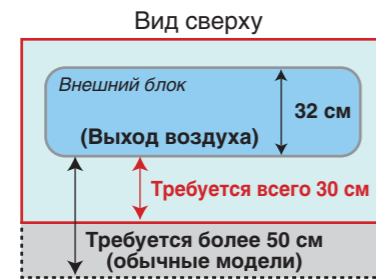 Вид сверху
Внешний блок
32 см
(Выход воздуха)
Требуется всего 30 см
Требуется более 50 см
(обычные модели)